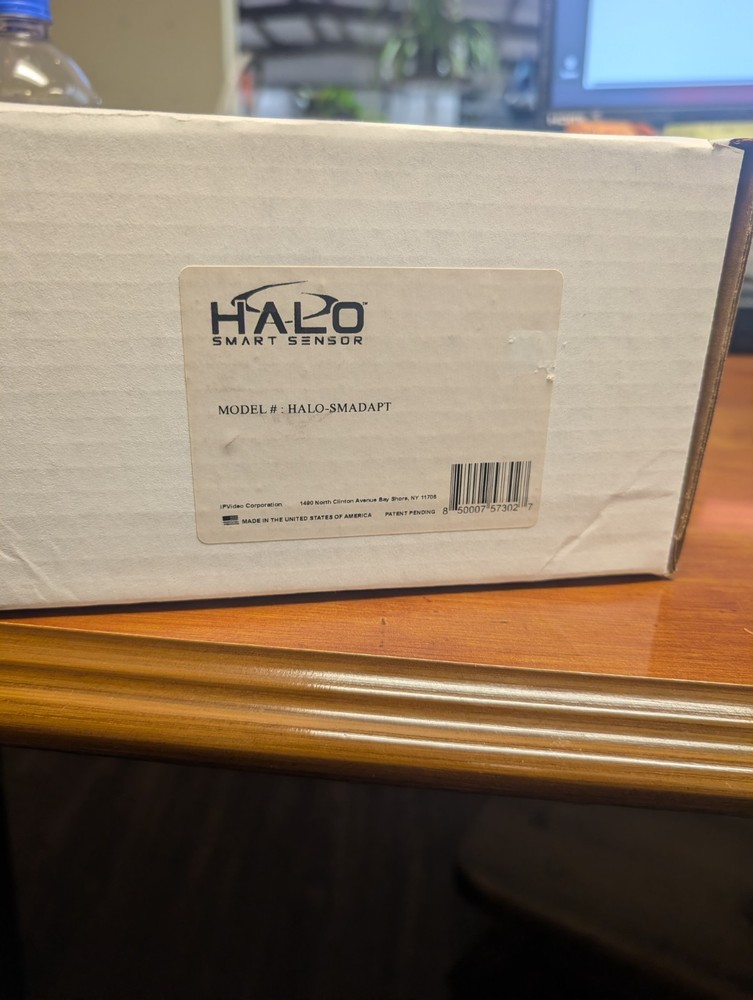 HALO™
SMART SENSOR
MODEL # : HALO-SMADAPT
IPVideo Corporation 1490 North Clinton Avenue Bay Shore, NY 11706
MADE IN THE UNITED STATES OF AMERICA PATENT PENDING
8 50007 57302 7